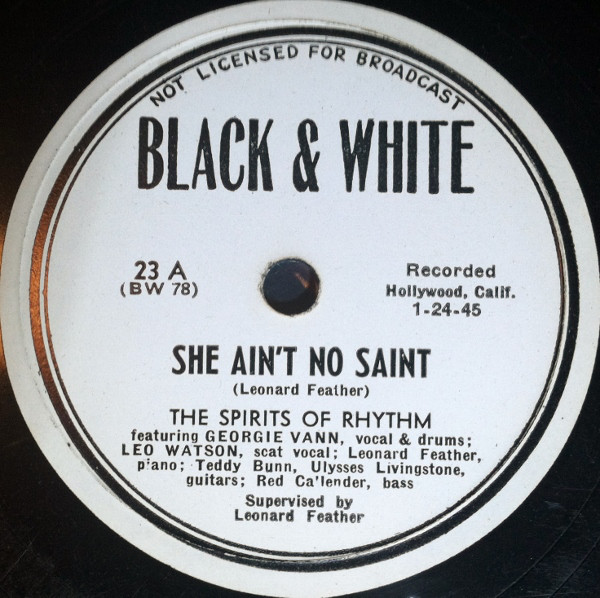 NOT LICENSED FOR BROADCAST
BLACK & WHITE
23 A
(BW 78)
Recorded
Hollywood, Calif.
1-24-45
SHE AIN'T NO SAINT
(Leonard Feather)
THE SPIRITS OF RHYTHM
featuring GEORGIE VANN, vocal & drums;
LEO WATSON, scat vocal; Leonard Feather,
piano; Teddy Bunn, Ulysses Livingstone,
guitars; Red Ca'lender, bass
Supervised by
Leonard Feather